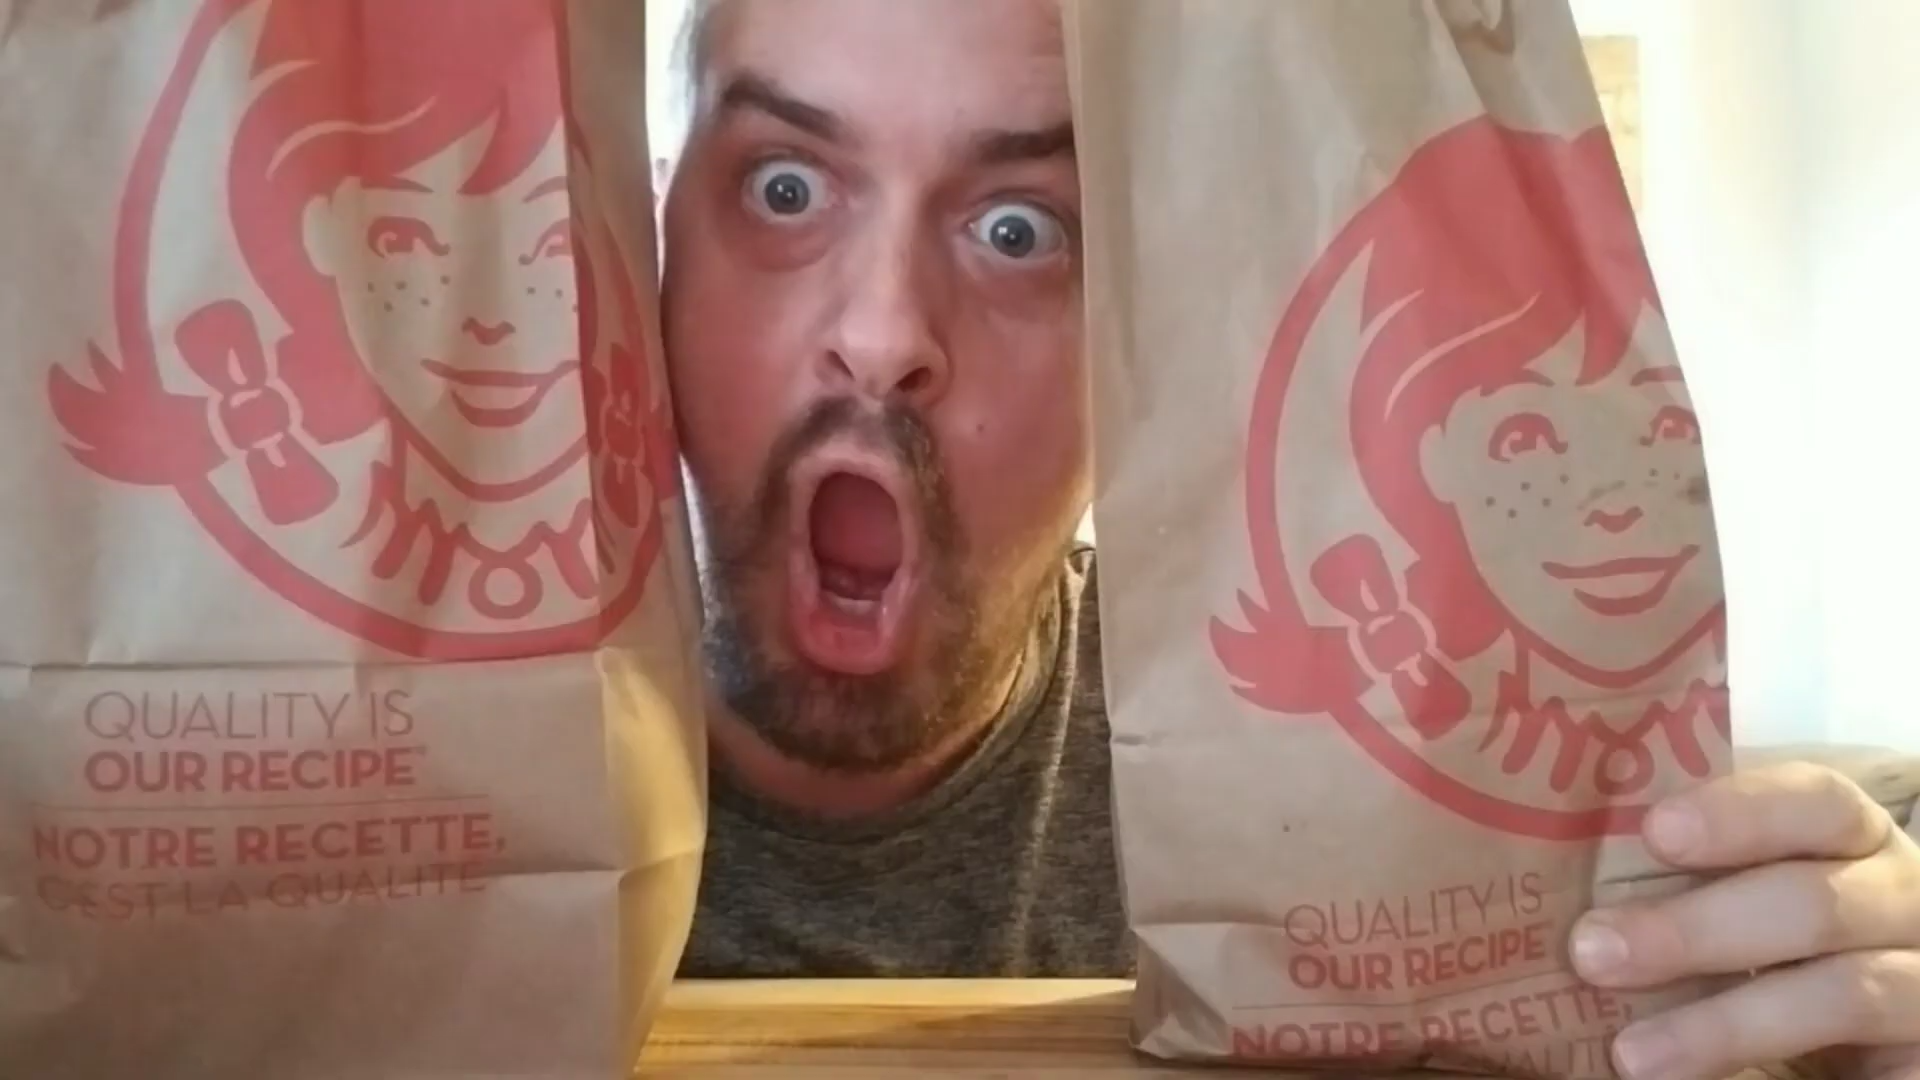 QUALITY IS
OUR RECIPE
NOTRE RECETTE,
C'EST LA QUALITÉ
QUALITY IS
OUR RECIPE
NOTRE RECETTE,